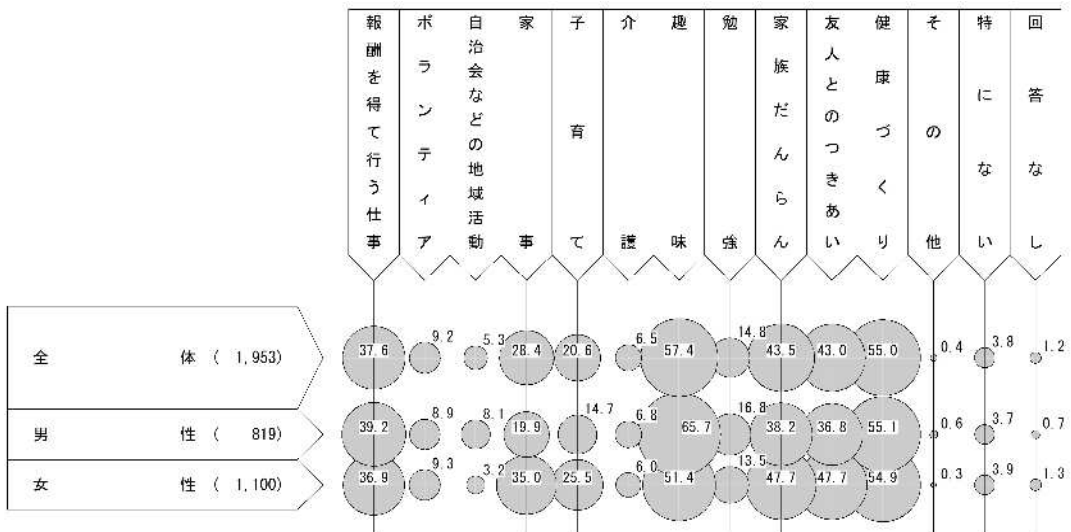 報酬を得て行う仕事
ボランティア
自治会などの地域活動
家事
子育て
介護
趣味
勉強
家族だんらん
友人とのつきあい
健康づくり
その他
特にない
回答なし
全体 ( 1,953) 37.6 9.2 5.3 28.4 20.6 6.5 57.4 14.8 43.5 43.0 55.0 0.4 3.8 1.2
男性 ( 819) 39.2 8.9 8.1 19.9 14.7 6.8 65.7 16.8 38.2 36.8 55.1 0.6 3.7 0.7
女性 ( 1,100) 36.9 9.3 3.2 35.0 25.5 6.0 51.4 13.5 47.7 47.7 54.9 0.3 3.9 1.3